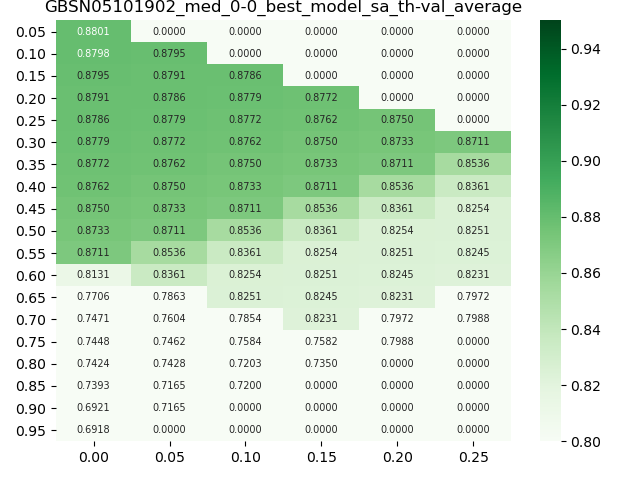 GBSN05101902_med_0-0_best_model_sa_th-val_average
0.05 0.8801 0.0000 0.0000 0.0000 0.0000 0.0000
0.10 0.8798 0.8795 0.0000 0.0000 0.0000 0.0000
0.15 0.8795 0.8791 0.8786 0.0000 0.0000 0.0000
0.20 0.8791 0.8786 0.8779 0.8772 0.0000 0.0000
0.25 0.8786 0.8779 0.8772 0.8762 0.8750 0.0000
0.30 0.8779 0.8772 0.8762 0.8750 0.8733 0.8711
0.35 0.8772 0.8762 0.8750 0.8733 0.8711 0.8536
0.40 0.8762 0.8750 0.8733 0.8711 0.8536 0.8361
0.45 0.8750 0.8733 0.8711 0.8536 0.8361 0.8254
0.50 0.8733 0.8711 0.8536 0.8361 0.8254 0.8251
0.55 0.8711 0.8536 0.8361 0.8254 0.8251 0.8245
0.60 0.8131 0.8361 0.8254 0.8251 0.8245 0.8231
0.65 0.7706 0.7863 0.8251 0.8245 0.8231 0.7972
0.70 0.7471 0.7604 0.7854 0.8231 0.7972 0.7988
0.75 0.7448 0.7462 0.7584 0.7582 0.7988 0.0000
0.80 0.7424 0.7428 0.7203 0.7350 0.0000 0.0000
0.85 0.7393 0.7165 0.7200 0.0000 0.0000 0.0000
0.90 0.6921 0.7165 0.0000 0.0000 0.0000 0.0000
0.95 0.6918 0.0000 0.0000 0.0000 0.0000 0.0000
0.00 0.05 0.10 0.15 0.20 0.25
0.94
0.92
0.90
0.88
0.86
0.84
0.82
0.80